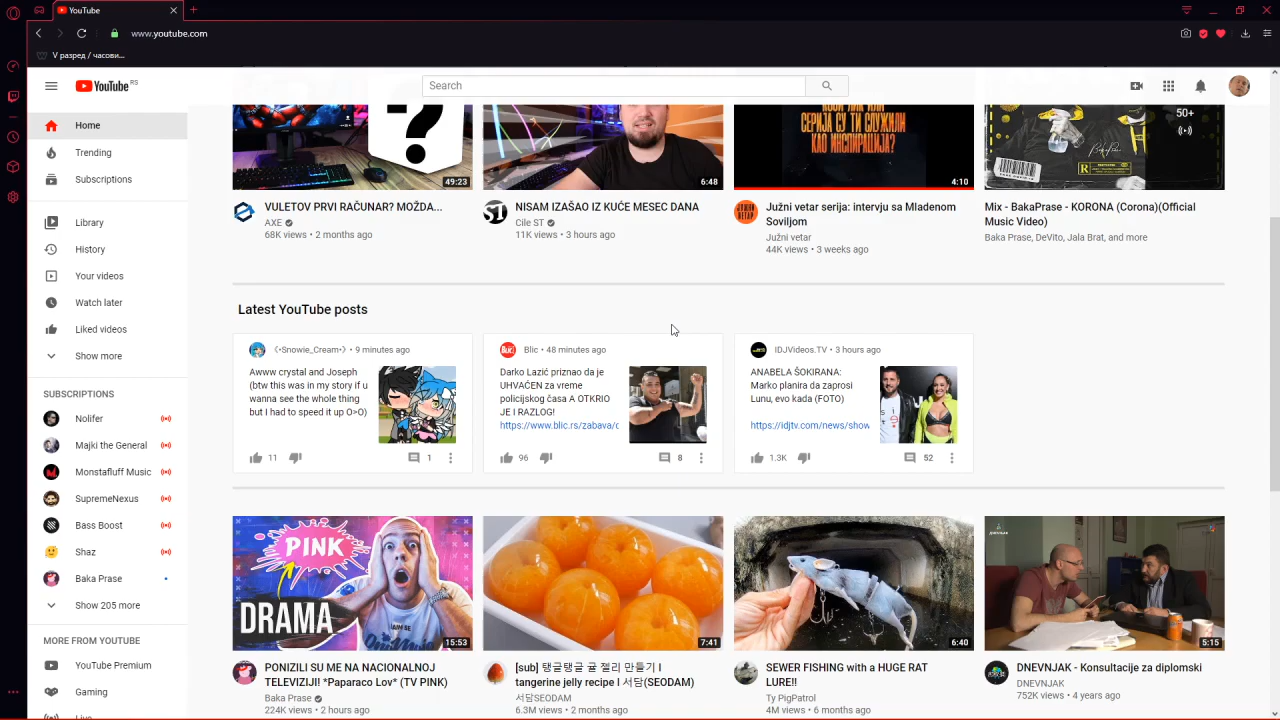 YouTube
www.youtube.com
V разред / часови...
YouTube RS
Search
Home
Trending
Subscriptions
Library
History
Your videos
Watch later
Liked videos
Show more
SUBSCRIPTIONS
Nolifer
Majki the General
Monstafluff Music
SupremeNexus
Bass Boost
Shaz
Baka Prase
Show 205 more
MORE FROM YOUTUBE
YouTube Premium
Gaming
Live
?
49:23
VULETOV PRVI RAČUNAR? MOŽDA...
AXE
68K views • 2 months ago
6:48
NISAM IZAŠAO IZ KUĆE MESEC DANA
Cile ST
11K views • 3 hours ago
СЕРИЈА СУ ТИ СЛУЖИЛИ
КАО ИНСПИРАЦИЈА?
4:10
Južni vetar serija: intervju sa Mladenom
Soviljom
Južni vetar
44K views • 3 weeks ago
50+
Mix - BakaPrase - KORONA (Corona)(Official
Music Video)
Baka Prase, DeVito, Jala Brat, and more
Latest YouTube posts
☾•Snowie_Cream•☽ • 9 minutes ago
Awww crystal and Joseph
(btw this was in my story if u
wanna see the whole thing
but I had to speed it up O>O)
11
1
Blic • 48 minutes ago
Darko Lazić priznao da je
UHVAĆEN za vreme
policijskog časa A OTKRIO
JE I RAZLOG!
https://www.blic.rs/zabava/c
96
8
IDJVideos.TV • 3 hours ago
ANABELA ŠOKIRANA:
Marko planira da zaprosi
Lunu, evo kada (FOTO)
https://idjtv.com/news/show
1.3K
52
PINK
DRAMA
15:53
PONIZILI SU ME NA NACIONALNOJ
TELEVIZIJI! *Paparaco Lov* (TV PINK)
Baka Prase
224K views • 2 hours ago
7:41
[sub] 탱글탱글 귤 젤리 만들기 I
tangerine jelly recipe I 서담(SEODAM)
서담SEODAM
6.3M views • 2 months ago
6:40
SEWER FISHING with a HUGE RAT
LURE!!
Ty PigPatrol
4M views • 6 months ago
5:15
DNEVNJAK - Konsultacije za diplomski
DNEVNJAK
752K views • 4 years ago